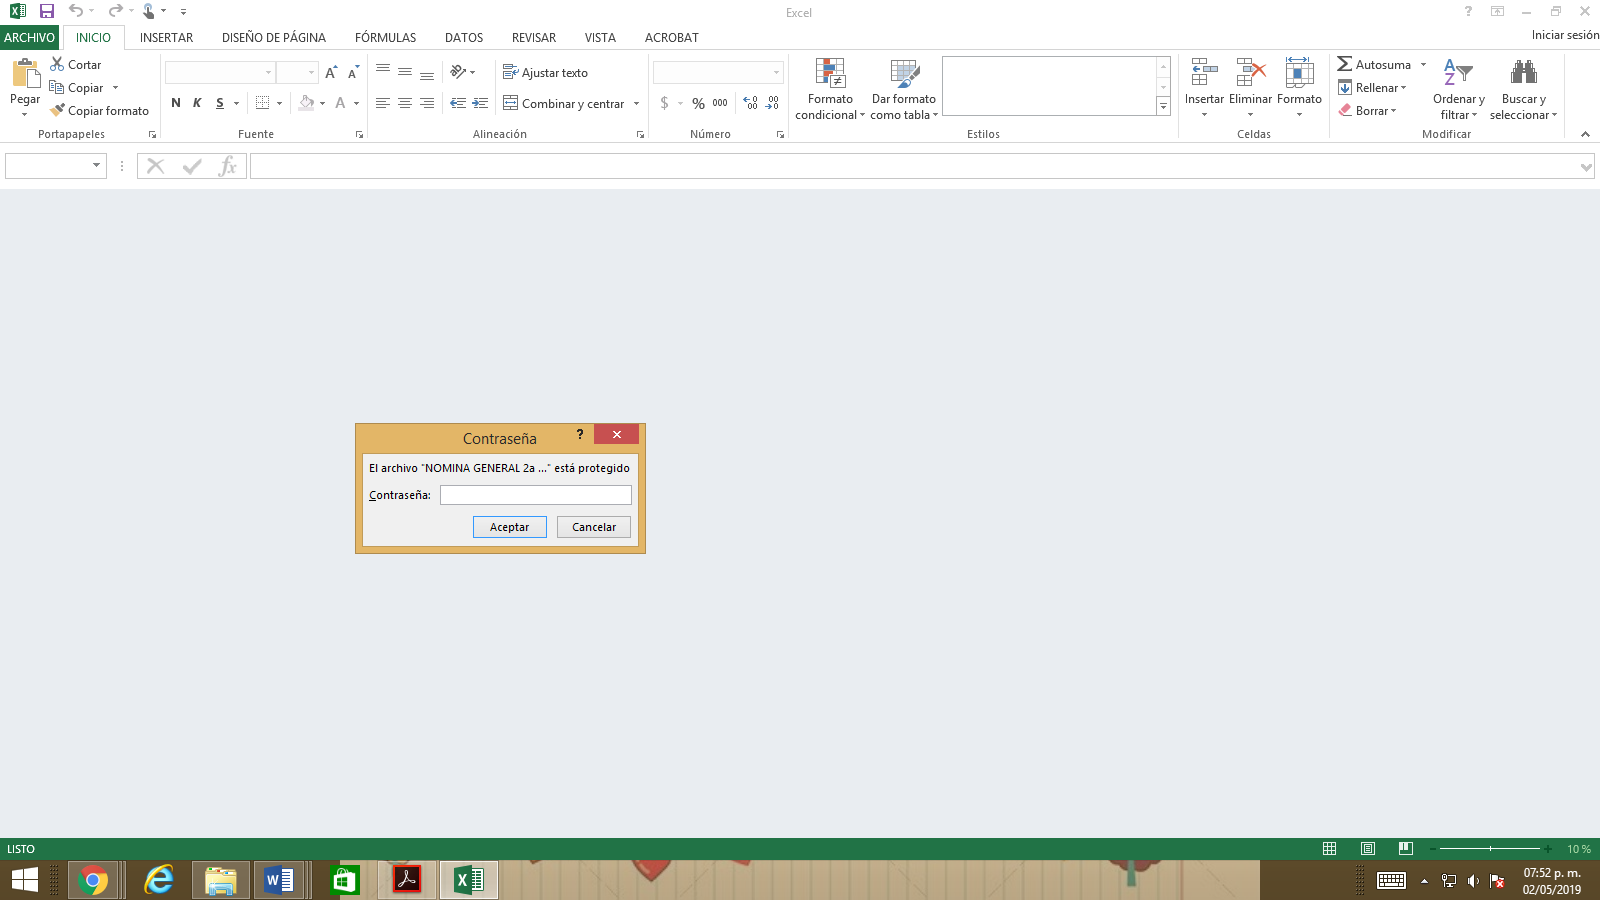 Excel
?
ARCHIVO INICIO INSERTAR DISEÑO DE PÁGINA FÓRMULAS DATOS REVISAR VISTA ACROBAT Iniciar sesión
Pegar
Cortar
Copiar
Copiar formato
Portapapeles
A A
N K S A
Fuente
Ajustar texto
Combinar y centrar
Alineación
$ % 000
Número
Formato
condicional
Dar formato
como tabla
Estilos
Insertar
Eliminar
Formato
Celdas
Autosuma
Rellenar
Borrar
Ordenar y
filtrar
Buscar y
seleccionar
Modificar
fx
Contraseña ?
El archivo "NOMINA GENERAL 2a ..." está protegido
Contraseña:
Aceptar Cancelar
LISTO 10 %
07:52 p. m.
02/05/2019